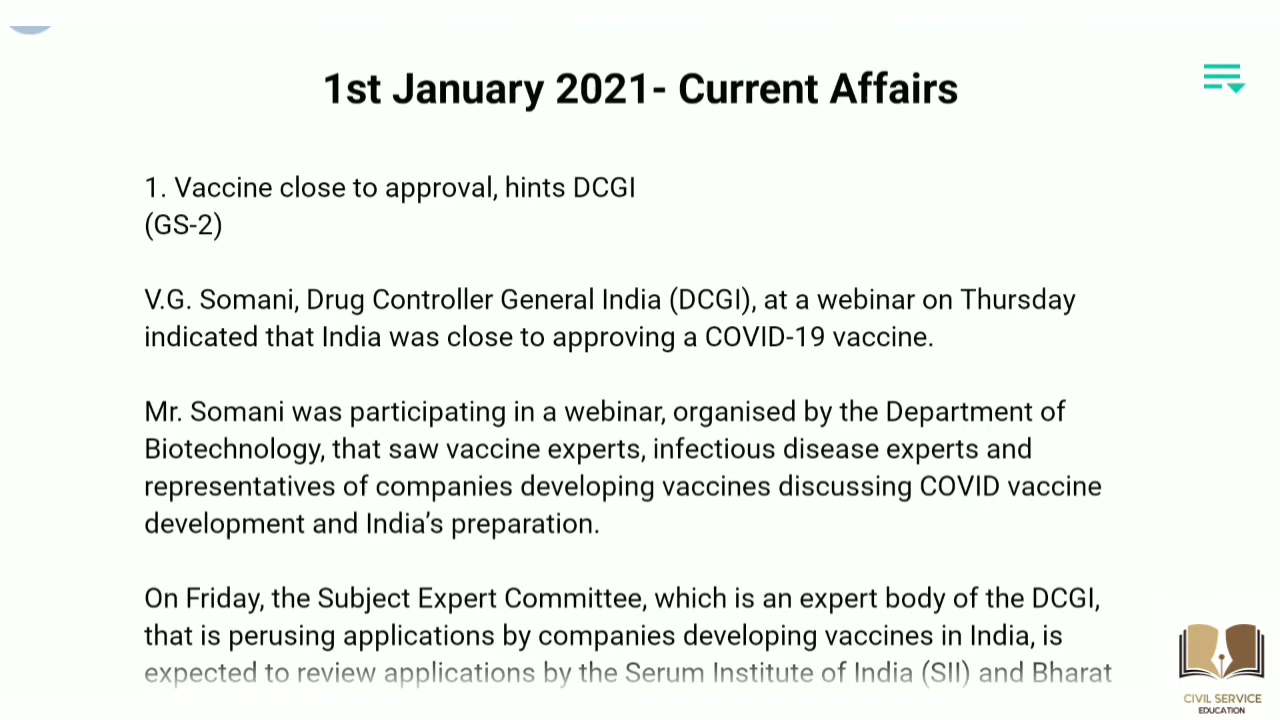 1st January 2021- Current Affairs
1. Vaccine close to approval, hints DCGI
(GS-2)
V.G. Somani, Drug Controller General India (DCGI), at a webinar on Thursday
indicated that India was close to approving a COVID-19 vaccine.
Mr. Somani was participating in a webinar, organised by the Department of
Biotechnology, that saw vaccine experts, infectious disease experts and
representatives of companies developing vaccines discussing COVID vaccine
development and India’s preparation.
On Friday, the Subject Expert Committee, which is an expert body of the DCGI,
that is perusing applications by companies developing vaccines in India, is
expected to review applications by the Serum Institute of India (SII) and Bharat
CIVIL SERVICE
EDUCATION